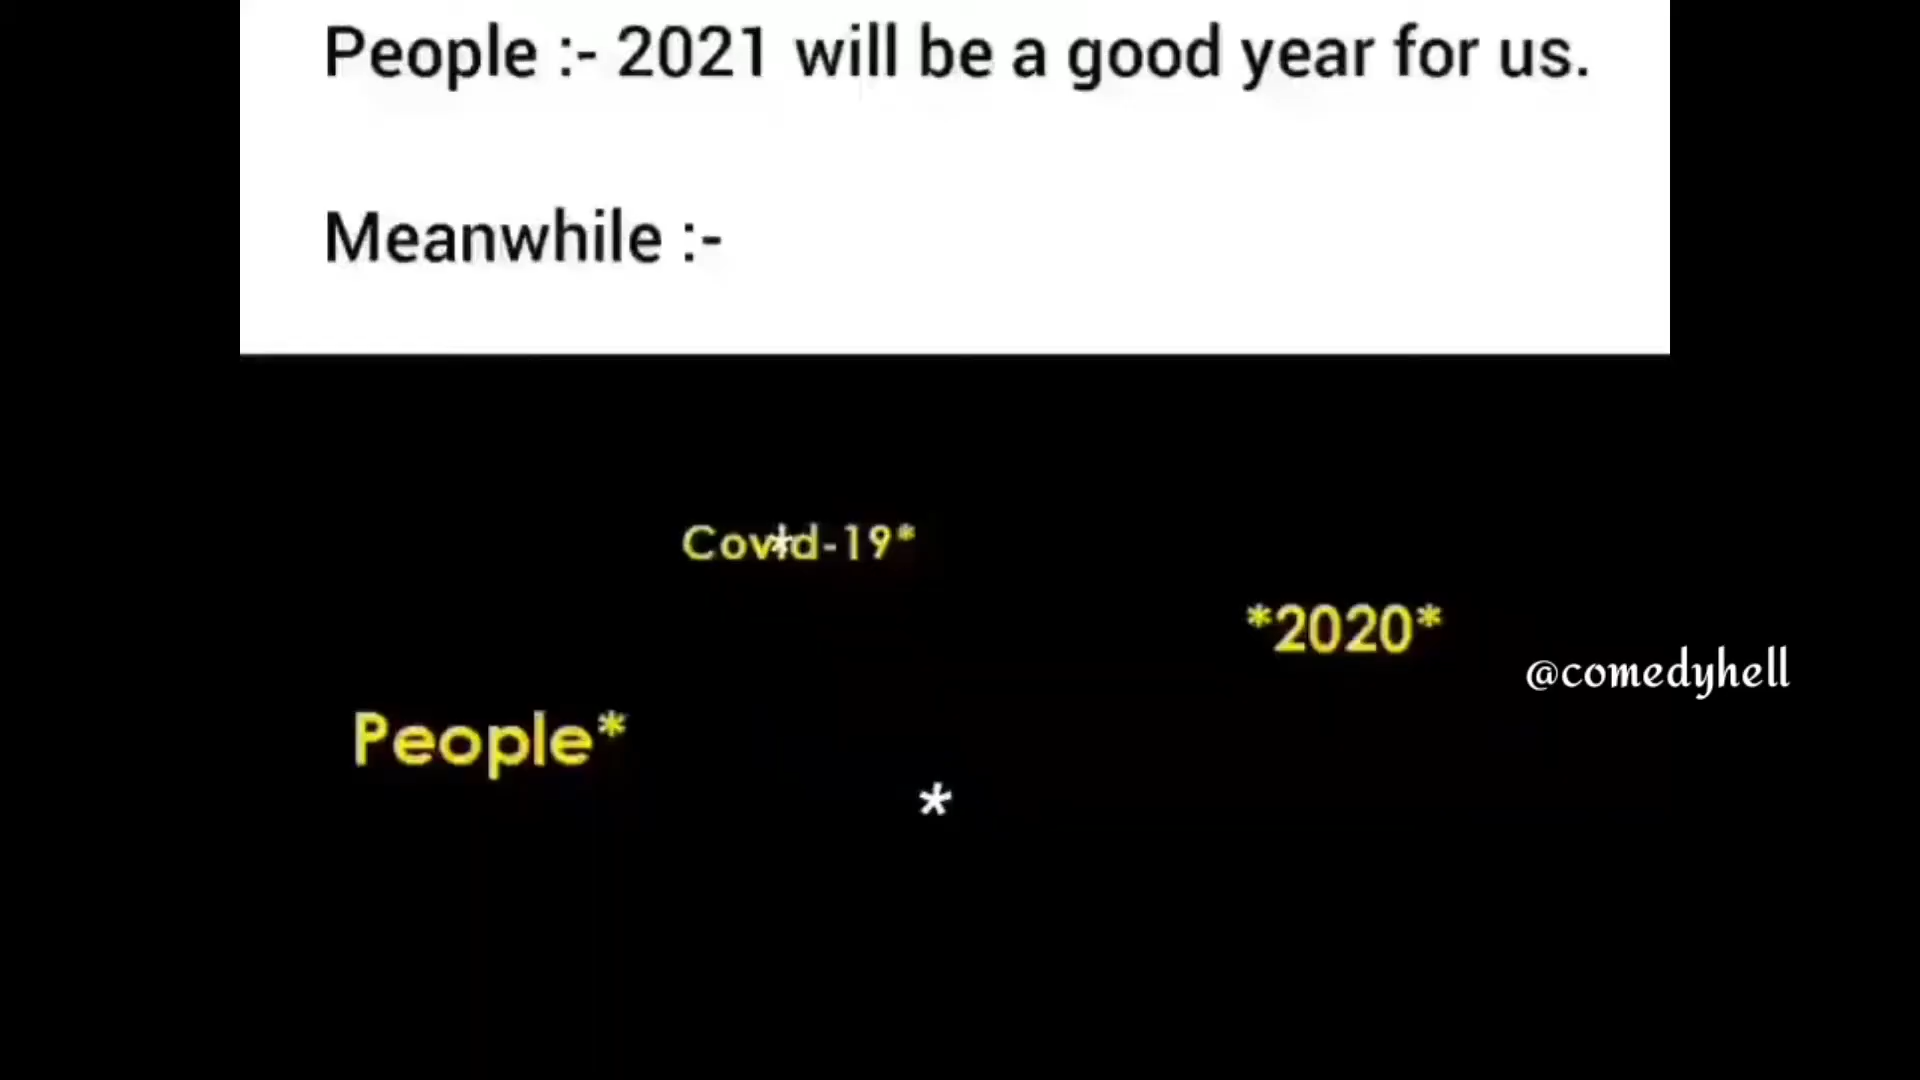 People :- 2021 will be a good year for us.
Meanwhile :-
Covid-19*
*
*2020*
@comedyhell
People*
*